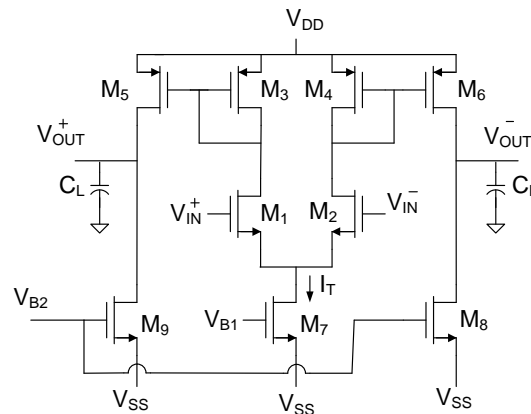 V_DD
M_5 M_3 M_4 M_6
V_OUT^+ V_OUT^-
C_L C_L
V_IN^+ M_1 M_2 V_IN^-
I_T
V_B2 M_9 V_B1 M_7 M_8
V_SS V_SS V_SS